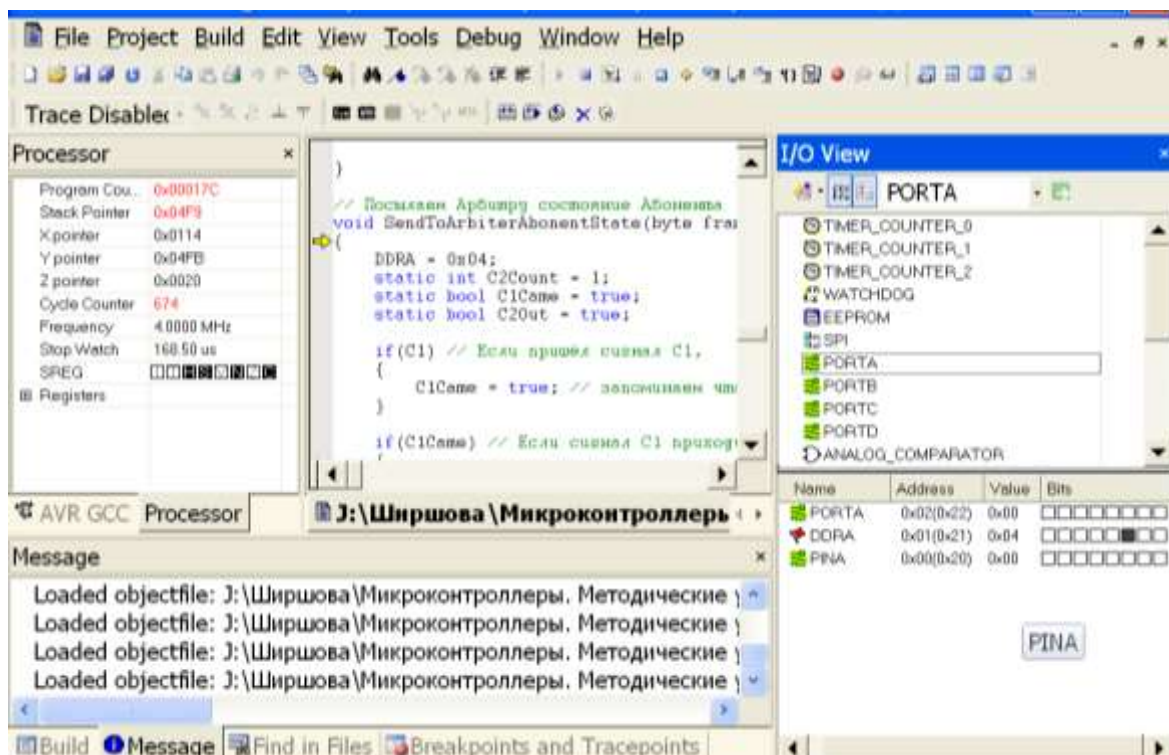 File Project Build Edit View Tools Debug Window Help
Trace Disablec
Processor
Program Cou..
0x00017C
Stack Pointer
0x04F9
X pointer
0x0114
Y pointer
0x04FB
Z pointer
0x0020
Cycle Counter
674
Frequency
4.0000 MHz
Stop Watch
168.50 us
SREG
Registers
AVR GCC
Processor
}
// Посылаем Арбитру состояние Абонента
void SendToArbiterAbonentState(byte fra
{
DDRA = 0x04;
static int C2Count = 1;
static bool C1Came = true;
static bool C2Out = true;
if(C1) // Если пришёл сигнал C1,
{
C1Came = true; // запоминаем
}
if(C1Came) // Если сигнал C1
{
J:\Ширшова\Микроконтроллеры
I/O View
PORTA
TIMER_COUNTER_0
TIMER_COUNTER_1
TIMER_COUNTER_2
WATCHDOG
EEPROM
SPI
PORTA
PORTB
PORTC
PORTD
ANALOG_COMPARATOR
Name Address Value Bits
PORTA 0x02(0x22) 0x00
DDRA 0x01(0x21) 0x04
PINA 0x00(0x20) 0x00
PINA
Message
Loaded objectfile: J:\Ширшова\Микроконтроллеры. Методические
Loaded objectfile: J:\Ширшова\Микроконтроллеры. Методические
Loaded objectfile: J:\Ширшова\Микроконтроллеры. Методические
Loaded objectfile: J:\Ширшова\Микроконтроллеры. Методические
Build Message Find in Files Breakpoints and Tracepoints